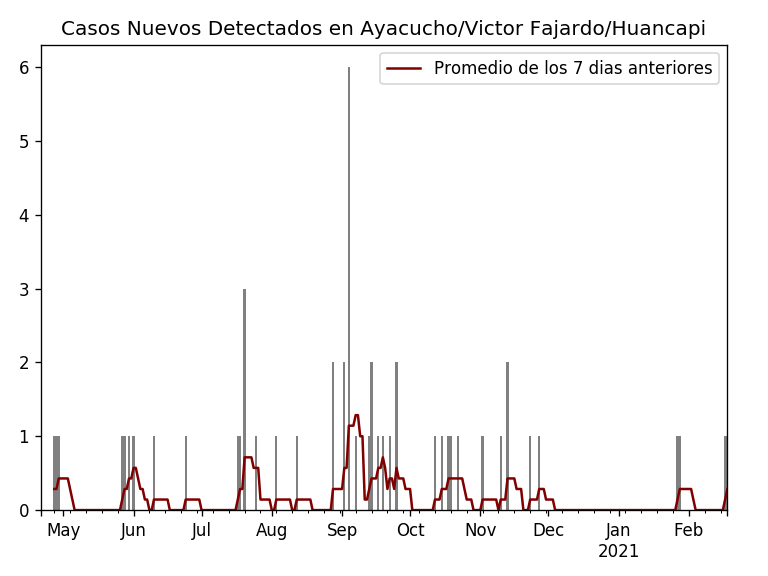 Casos Nuevos Detectados en Ayacucho/Victor Fajardo/Huancapi
Promedio de los 7 dias anteriores
6
5
4
3
2
1
0
May Jun Jul Aug Sep Oct Nov Dec Jan Feb
2021